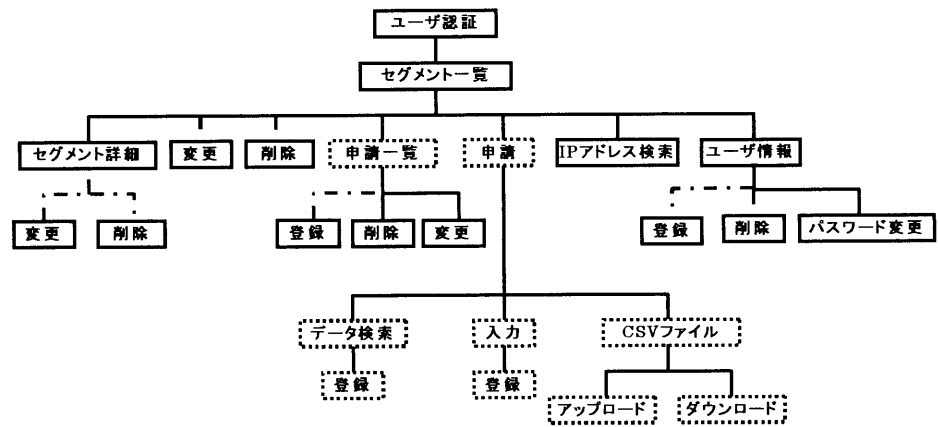 ユーザ認証
セグメント一覧
セグメント詳細
変更
削除
申請一覧
申請
IPアドレス検索
ユーザ情報
変更
削除
登録
削除
変更
登録
削除
パスワード変更
データ検索
入力
CSVファイル
登録
登録
アップロード
ダウンロード